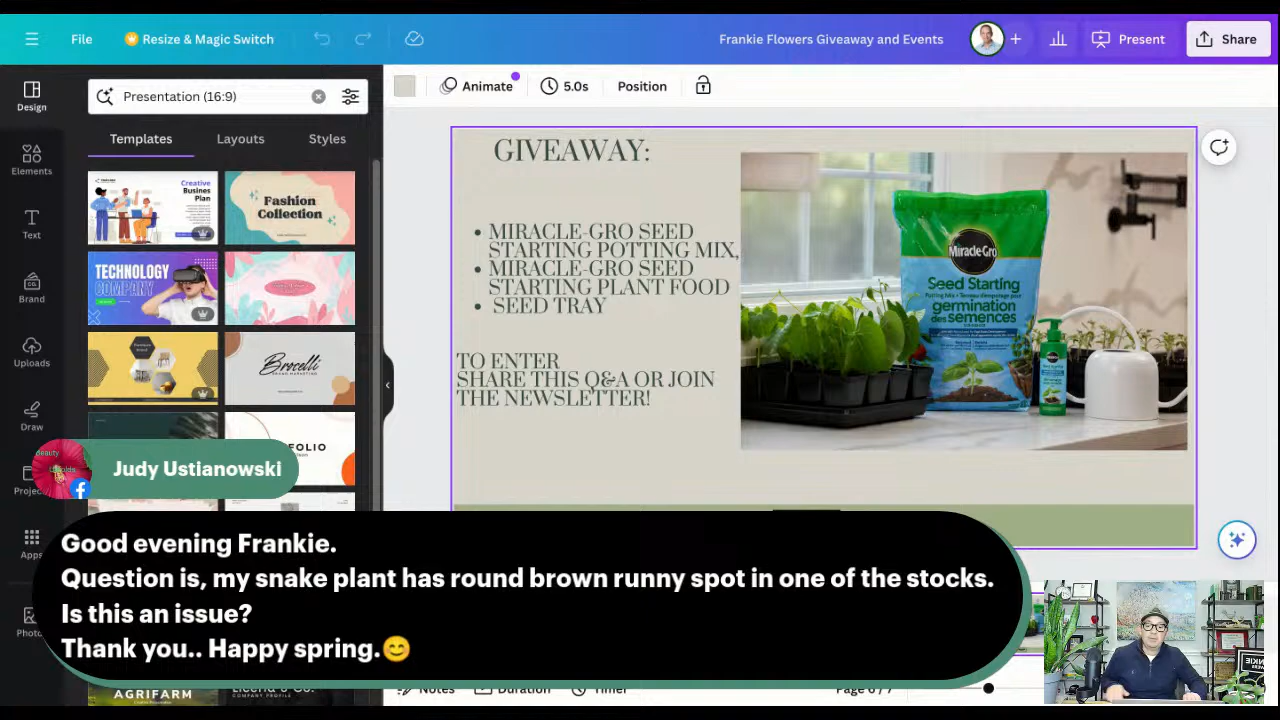 File
Resize & Magic Switch
Frankie Flowers Giveaway and Events
Present
Share
Design
Presentation (16:9)
Animate
5.0s
Position
Templates
Layouts
Styles
Elements
Text
Brand
Uploads
Draw
Apps
Creative
Fashion
Collection
TECHNOLOGY
COMPANY
Brocolli
GIVEAWAY:
• MIRACLE-GRO SEED
STARTING POTTING MIX,
• MIRACLE-GRO SEED
STARTING PLANT FOOD
• SEED TRAY
TO ENTER
SHARE THIS Q&A OR JOIN
THE NEWSLETTER!
Miracle-Gro
Seed Starting
germination
des semences
Judy Ustianowski
Good evening Frankie.
Question is, my snake plant has round brown runny spot in one of the stocks.
Is this an issue?
Thank you.. Happy spring.😊
AGRIFARM
Notes
Duration
Timer